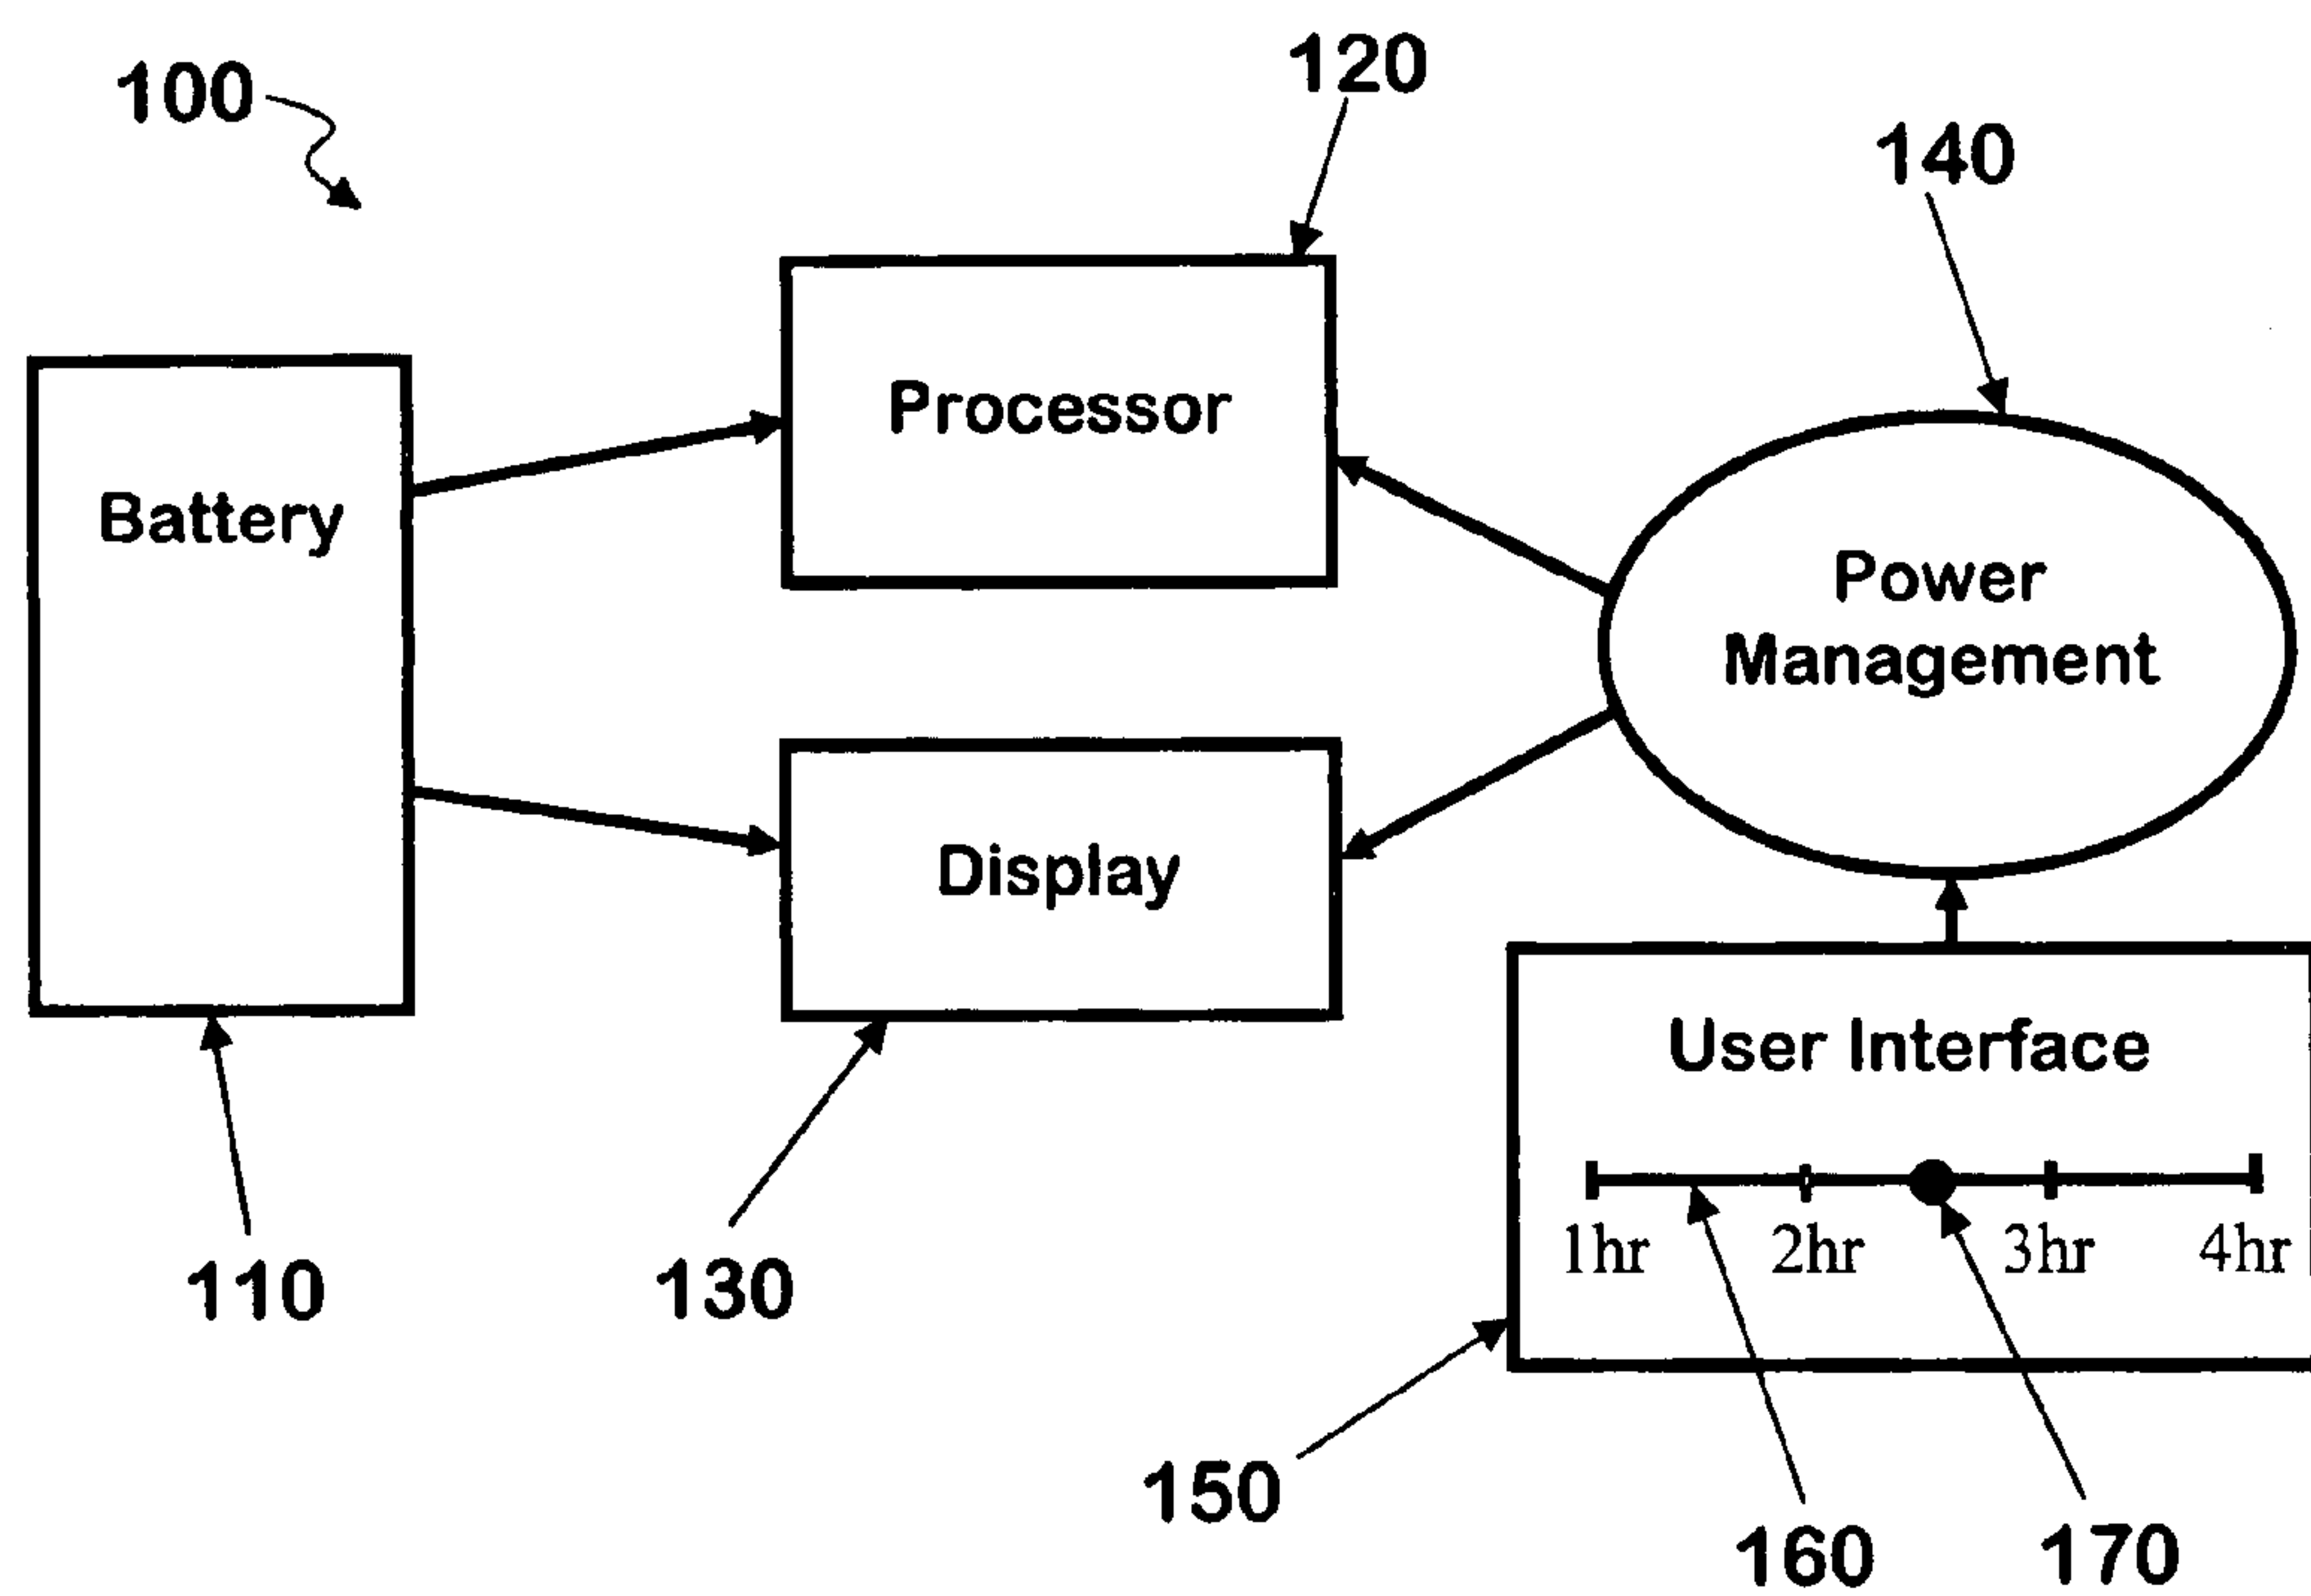 100
120
140
Processor
Battery
Power
Management
Display
User Interface
1hr 2hr 3hr 4hr
110
130
150
160
170